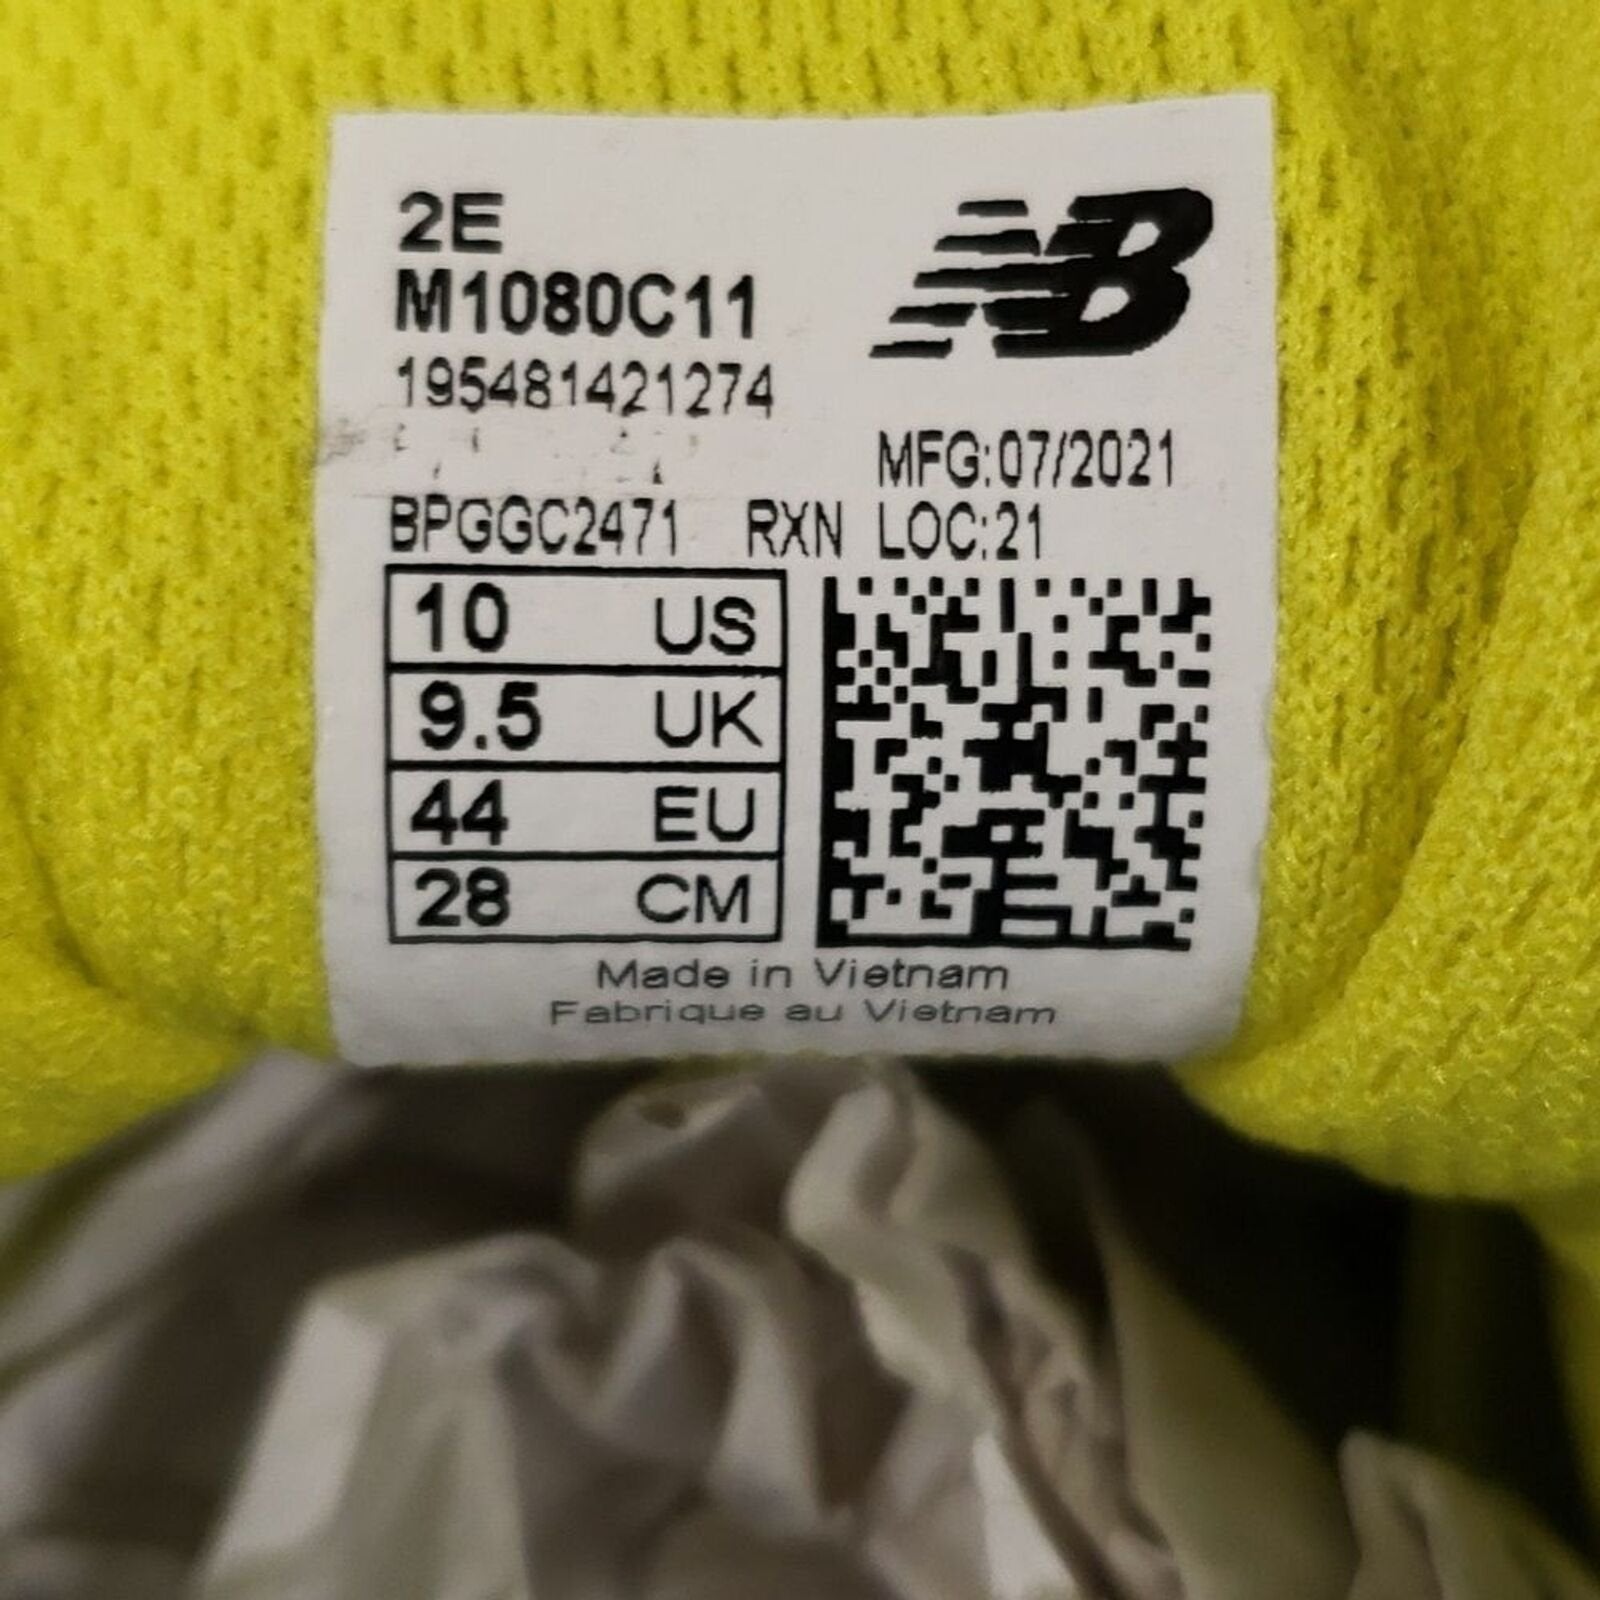 2E
M1080C11
195481421274
NB
MFG:07/2021
BPGGC2471 RXN LOC:21
10 US
9.5 UK
44 EU
28 CM
Made in Vietnam
Fabrique au Vietnam